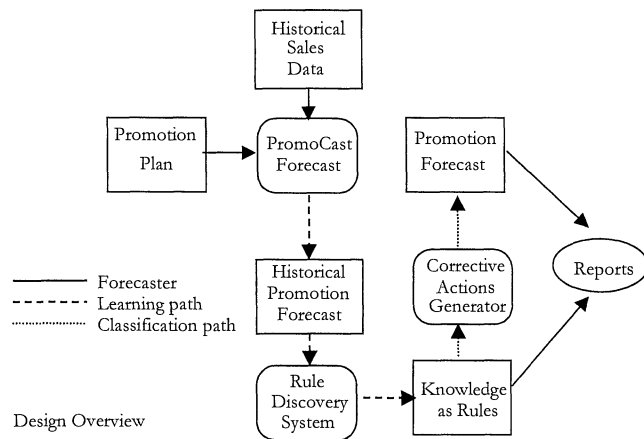 Historical
Sales
Data
Promotion
Plan
PromoCast
Forecast
Promotion
Forecast
Historical
Promotion
Forecast
Corrective
Actions
Generator
Reports
Forecaster
Learning path
Classification path
Rule
Discovery
System
Knowledge
as Rules
Design Overview